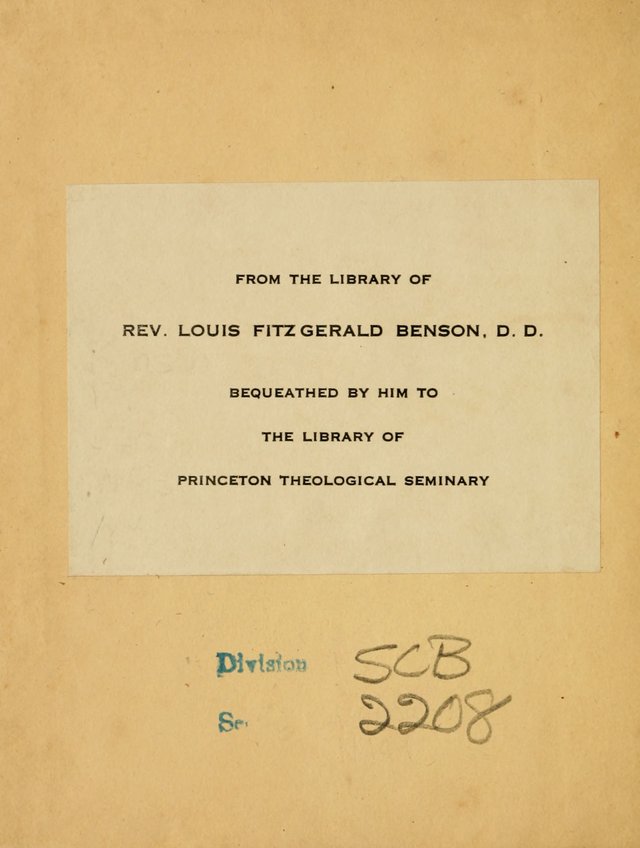 FROM THE LIBRARY OF
REV. LOUIS FITZGERALD BENSON, D. D.
BEQUEATHED BY HIM TO
THE LIBRARY OF
PRINCETON THEOLOGICAL SEMINARY
Division SCB
2208